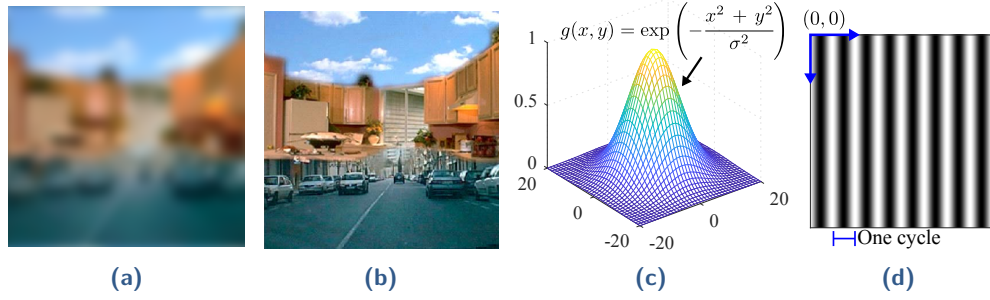 g(x, y) = exp(−(x² + y²)/σ²)
1
0.5
0
20
0
-20
-20
0
20
(0, 0)
One cycle
(a)
(b)
(c)
(d)